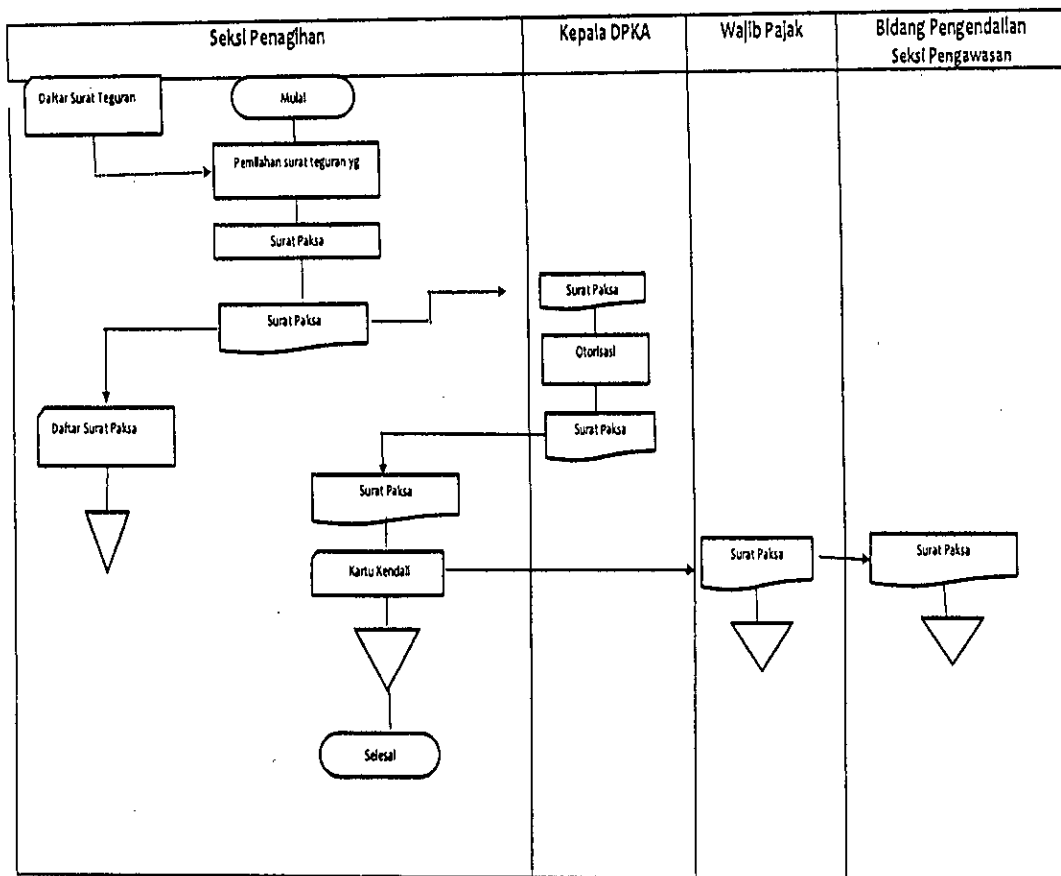 Seksi Penagihan
Kepala DPKA
Wajib Pajak
Bidang Pengendalian
Seksi Pengawasan
Daftar Surat Teguran
Mulai
Pemilahan surat teguran yg
Surat Paksa
Surat Paksa
Surat Paksa
Otorisasi
Daftar Surat Paksa
Surat Paksa
Surat Paksa
Surat Paksa
Surat Paksa
Kartu Kendali
Selesai